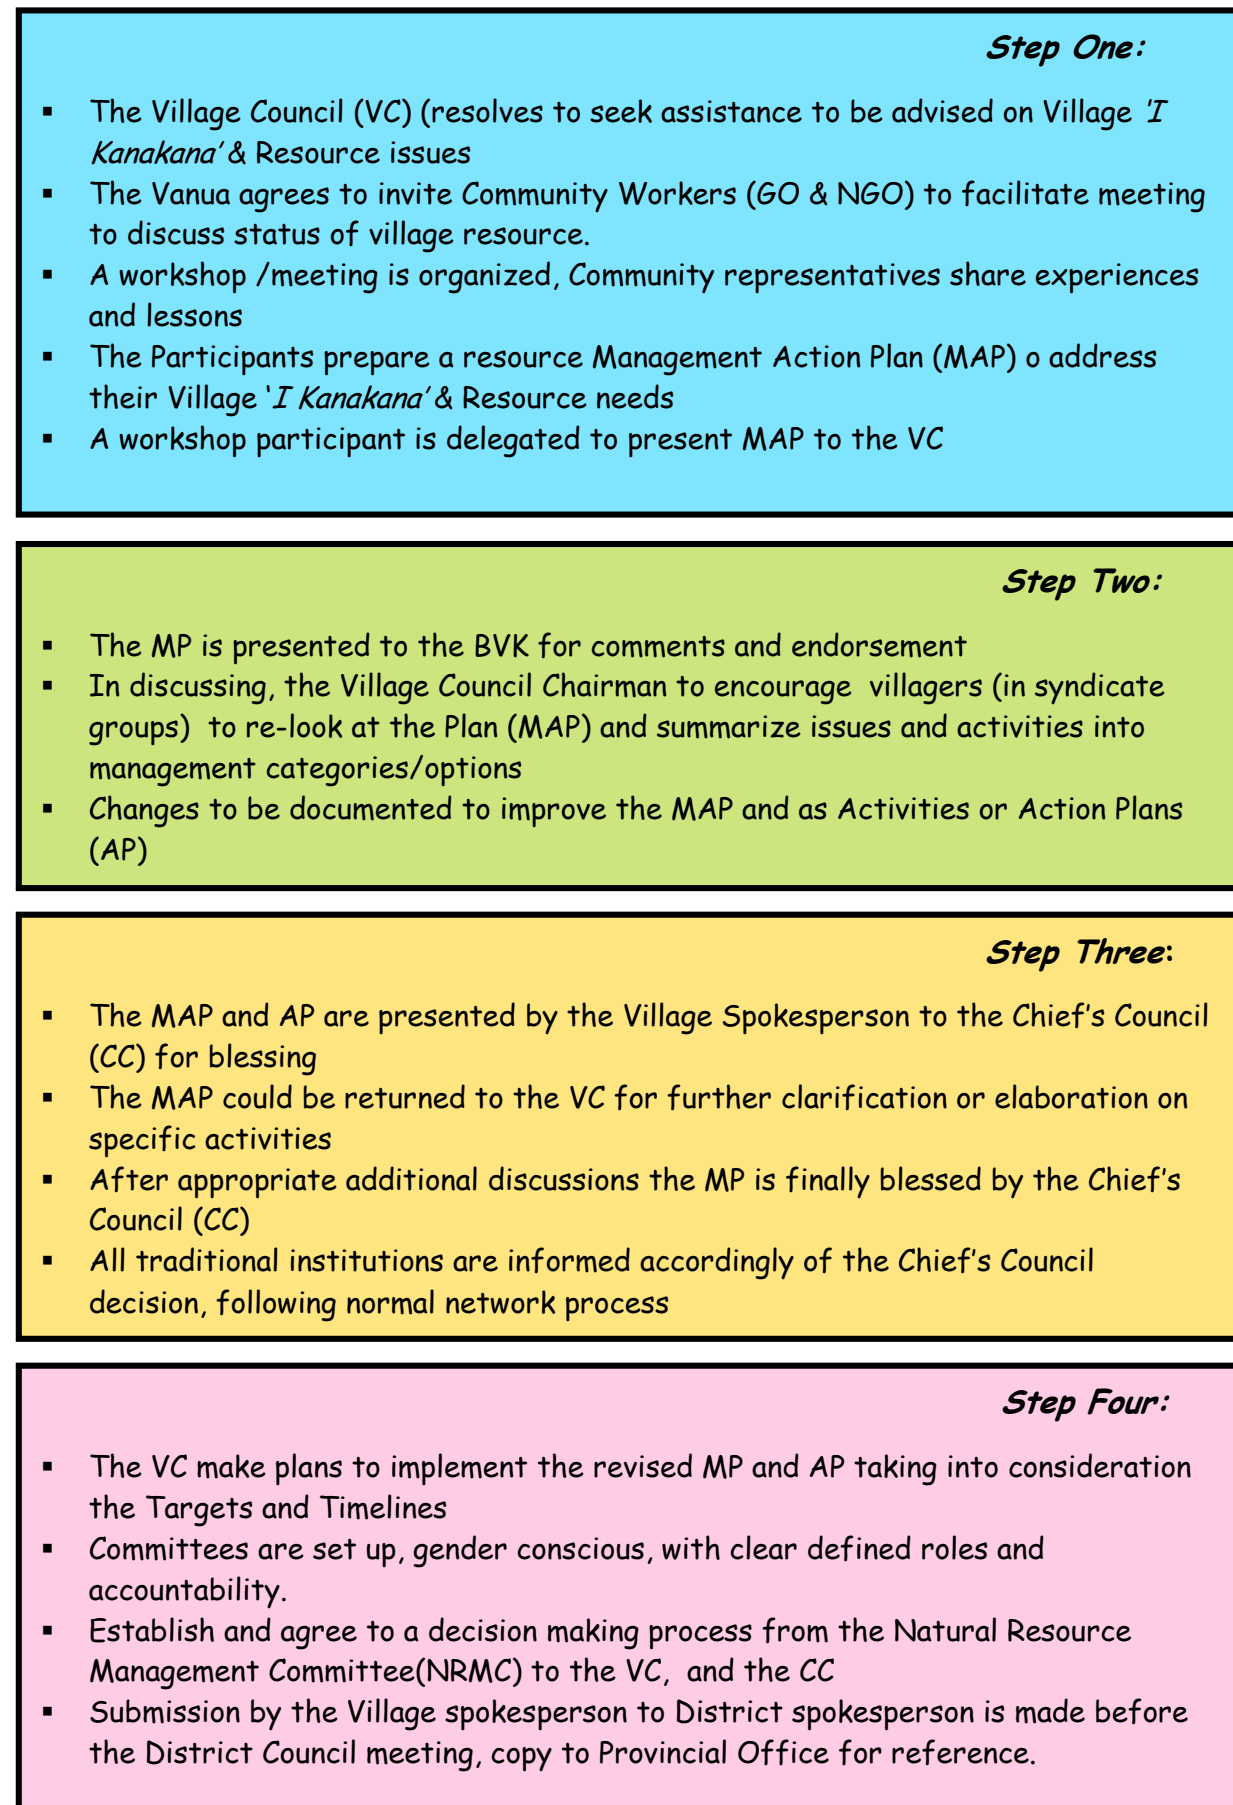 Step One:
▪ The Village Council (VC) (resolves to seek assistance to be advised on Village 'I
Kanakana' & Resource issues
▪ The Vanua agrees to invite Community Workers (GO & NGO) to facilitate meeting
to discuss status of village resource.
▪ A workshop /meeting is organized, Community representatives share experiences
and lessons
▪ The Participants prepare a resource Management Action Plan (MAP) o address
their Village 'I Kanakana' & Resource needs
▪ A workshop participant is delegated to present MAP to the VC
Step Two:
▪ The MP is presented to the BVK for comments and endorsement
▪ In discussing, the Village Council Chairman to encourage villagers (in syndicate
groups) to re-look at the Plan (MAP) and summarize issues and activities into
management categories/options
▪ Changes to be documented to improve the MAP and as Activities or Action Plans
(AP)
Step Three:
▪ The MAP and AP are presented by the Village Spokesperson to the Chief's Council
(CC) for blessing
▪ The MAP could be returned to the VC for further clarification or elaboration on
specific activities
▪ After appropriate additional discussions the MP is finally blessed by the Chief's
Council (CC)
▪ All traditional institutions are informed accordingly of the Chief's Council
decision, following normal network process
Step Four:
▪ The VC make plans to implement the revised MP and AP taking into consideration
the Targets and Timelines
▪ Committees are set up, gender conscious, with clear defined roles and
accountability.
▪ Establish and agree to a decision making process from the Natural Resource
Management Committee(NRMC) to the VC, and the CC
▪ Submission by the Village spokesperson to District spokesperson is made before
the District Council meeting, copy to Provincial Office for reference.